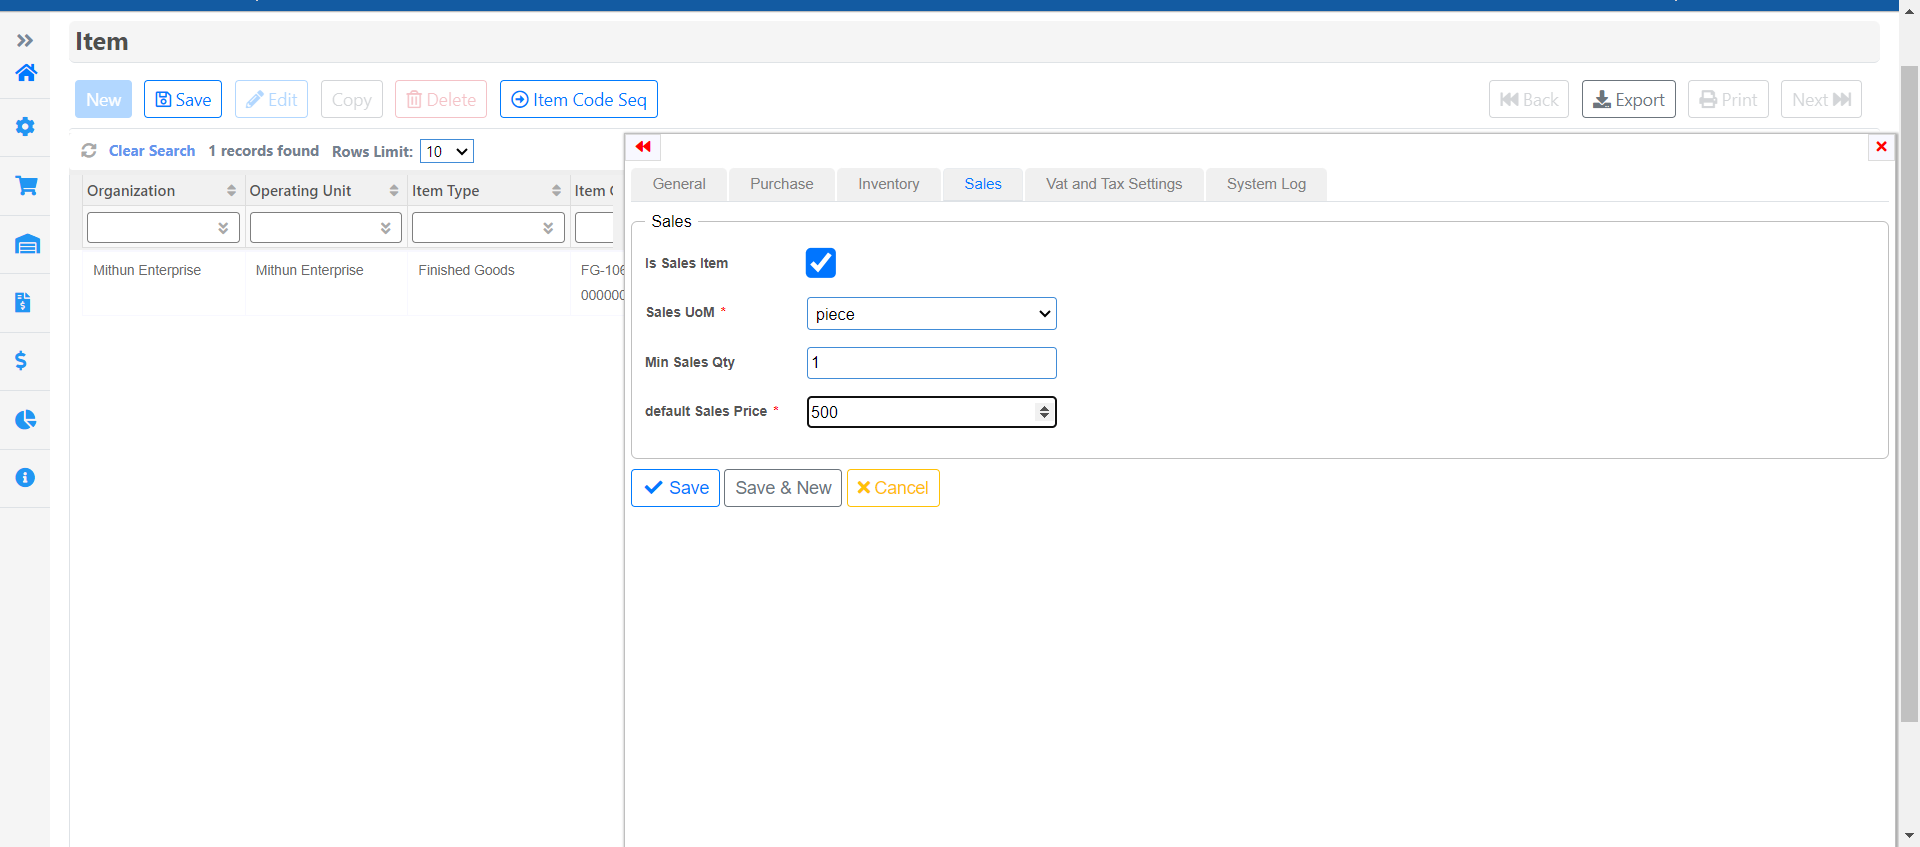 Item
New Save Edit Copy Delete Item Code Seq Back Export Print Next
Clear Search 1 records found Rows Limit: 10
General Purchase Inventory Sales Vat and Tax Settings System Log
Organization Operating Unit Item Type Item
Mithun Enterprise Mithun Enterprise Finished Goods FG-106
000000
Sales
Is Sales Item
Sales UoM * piece
Min Sales Qty 1
default Sales Price * 500
Save Save & New Cancel